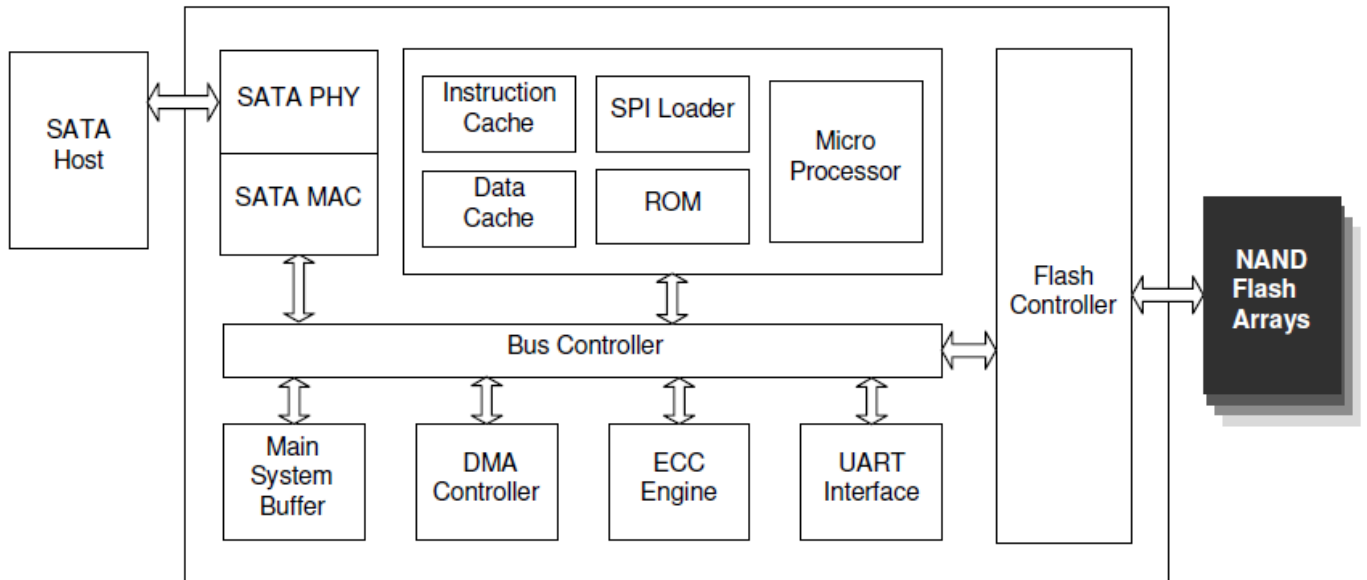 SATA
Host
SATA PHY
SATA MAC
Instruction
Cache
Data
Cache
SPI Loader
ROM
Micro
Processor
Bus Controller
Main
System
Buffer
DMA
Controller
ECC
Engine
UART
Interface
Flash
Controller
NAND
Flash
Arrays